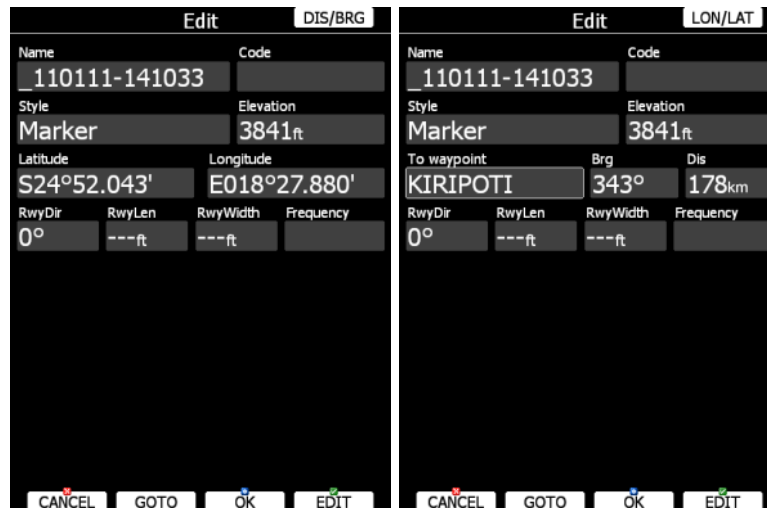 Edit DIS/BRG
Name Code
_110111-141033
Style Elevation
Marker 3841ft
Latitude Longitude
S24°52.043' E018°27.880'
RwyDir RwyLen RwyWidth Frequency
0° ---ft ---ft
CANCEL GOTO OK EDIT
Edit LON/LAT
Name Code
_110111-141033
Style Elevation
Marker 3841ft
To waypoint Brg Dis
KIRIPOTI 343° 178km
RwyDir RwyLen RwyWidth Frequency
0° ---ft ---ft
CANCEL GOTO OK EDIT